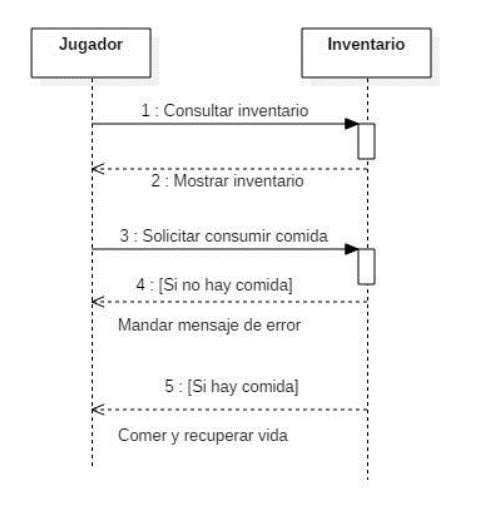 Jugador
Inventario
1 : Consultar inventario
2 : Mostrar inventario
3 : Solicitar consumir comida
4 : [Si no hay comida]
Mandar mensaje de error
5 : [Si hay comida]
Comer y recuperar vida